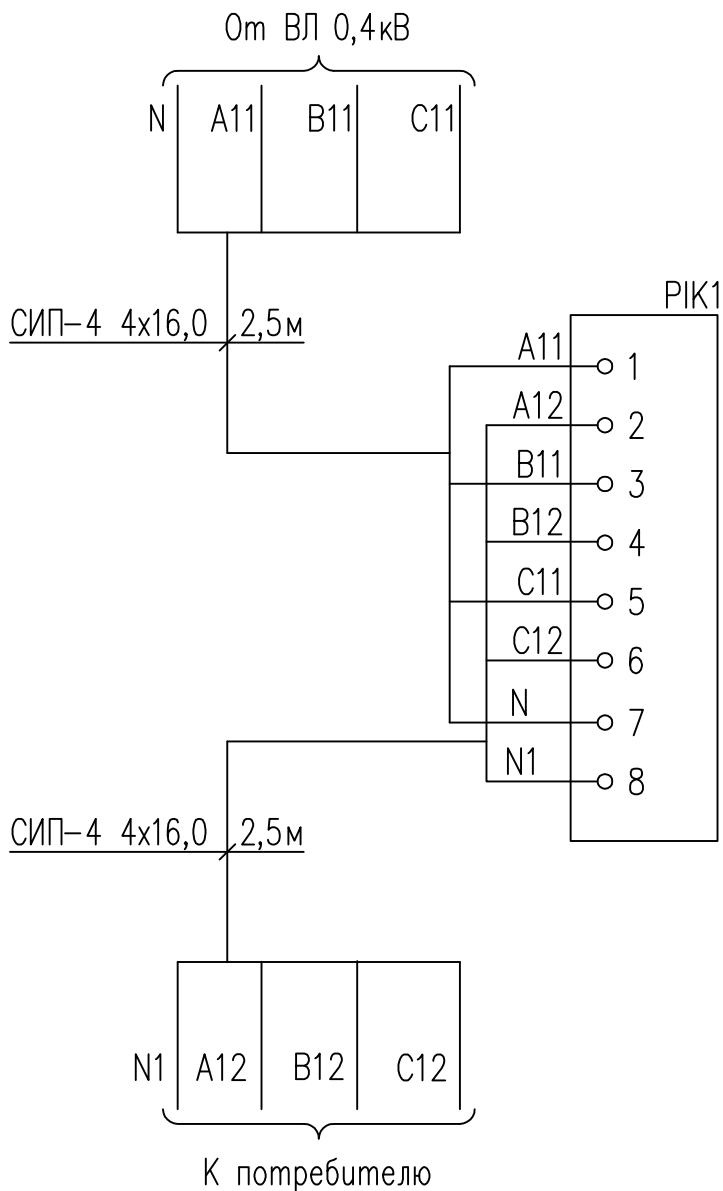 От ВЛ 0,4кВ
N A11 B11 C11
PIK1
СИП-4 4х16,0 2,5м
A11 1
A12 2
B11 3
B12 4
C11 5
C12 6
N 7
N1 8
СИП-4 4х16,0 2,5м
N1 A12 B12 C12
К потребителю